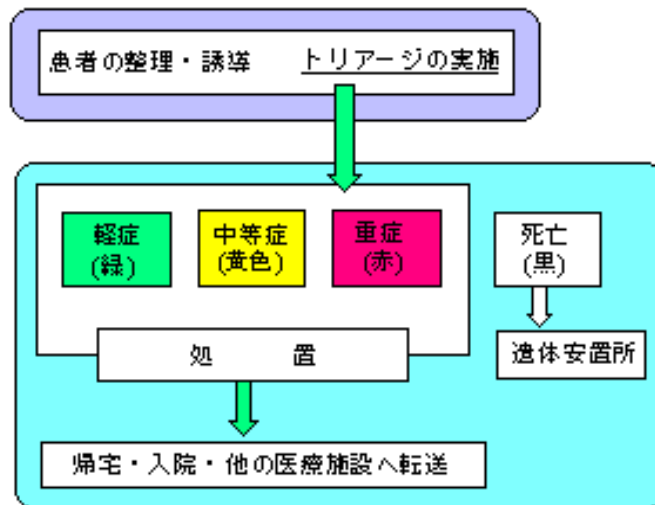 患者の整理・誘導 トリアージの実施
軽症
(緑)
中等症
(黄色)
重症
(赤)
死亡
(黒)
処 置
遺体安置所
帰宅・入院・他の医療施設へ転送